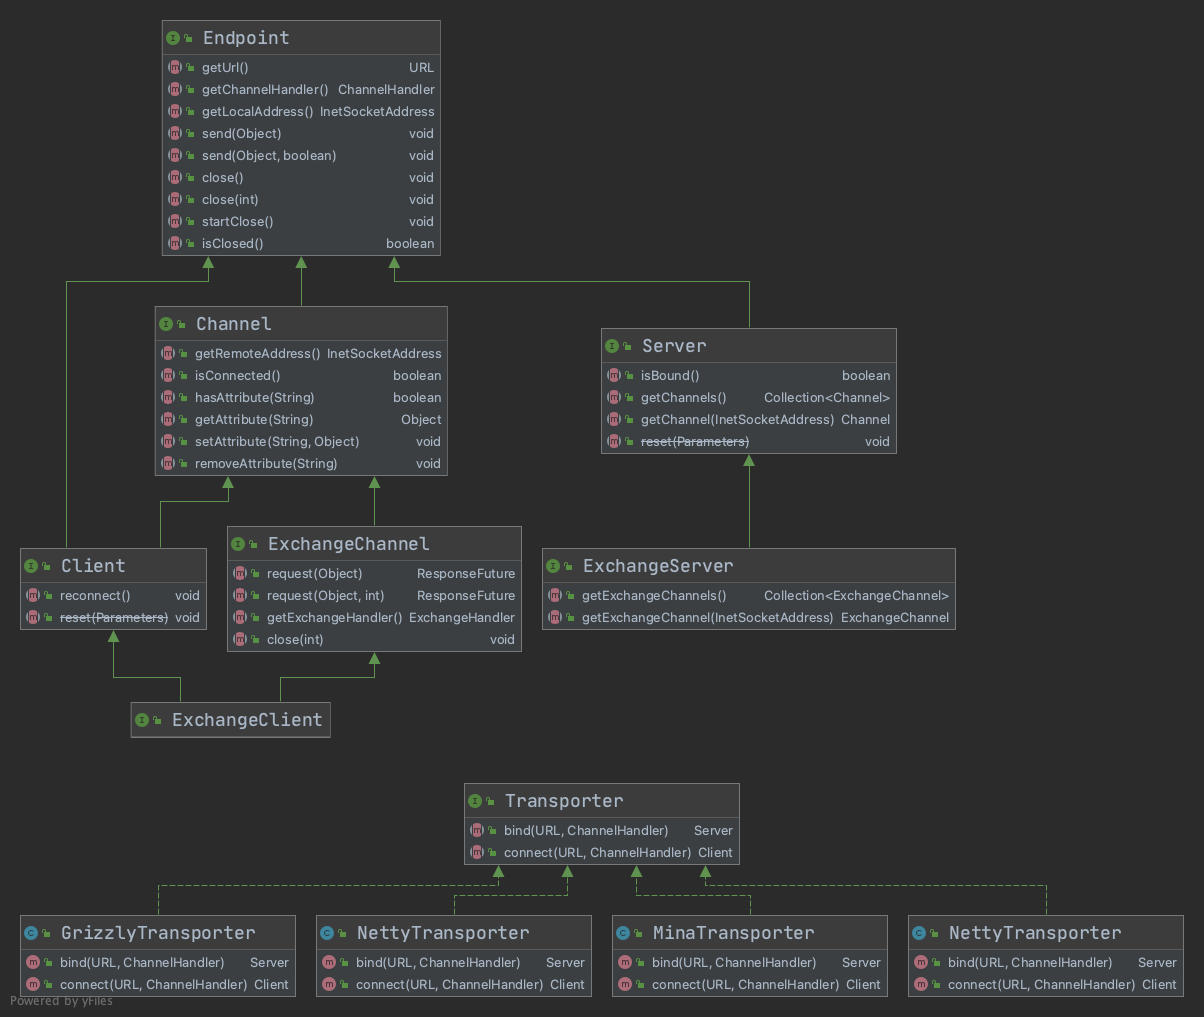 Endpoint
getUrl() URL
getChannelHandler() ChannelHandler
getLocalAddress() InetSocketAddress
send(Object) void
send(Object, boolean) void
close() void
close(int) void
startClose() void
isClosed() boolean
Channel
getRemoteAddress() InetSocketAddress
isConnected() boolean
hasAttribute(String) boolean
getAttribute(String) Object
setAttribute(String, Object) void
removeAttribute(String) void
Server
isBound() boolean
getChannels() Collection<Channel>
getChannel(InetSocketAddress) Channel
reset(Parameters) void
Client
reconnect() void
reset(Parameters) void
ExchangeChannel
request(Object) ResponseFuture
request(Object, int) ResponseFuture
getExchangeHandler() ExchangeHandler
close(int) void
ExchangeServer
getExchangeChannels() Collection<ExchangeChannel>
getExchangeChannel(InetSocketAddress) ExchangeChannel
ExchangeClient
Transporter
bind(URL, ChannelHandler) Server
connect(URL, ChannelHandler) Client
GrizzlyTransporter
bind(URL, ChannelHandler) Server
connect(URL, ChannelHandler) Client
NettyTransporter
bind(URL, ChannelHandler) Server
connect(URL, ChannelHandler) Client
MinaTransporter
bind(URL, ChannelHandler) Server
connect(URL, ChannelHandler) Client
NettyTransporter
bind(URL, ChannelHandler) Server
connect(URL, ChannelHandler) Client
Powered by yFiles